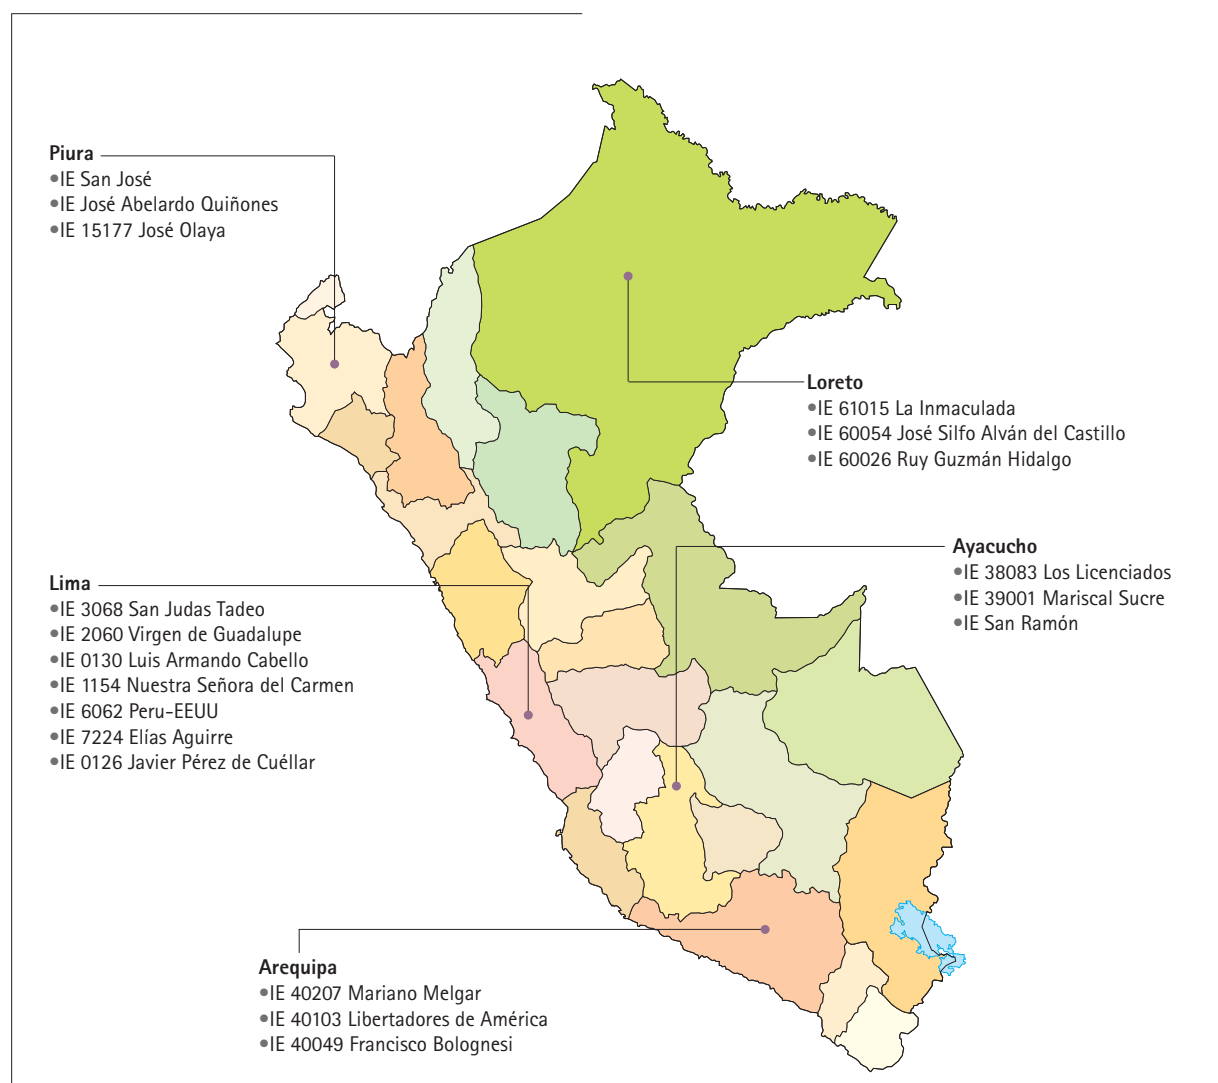 Piura
•IE San José
•IE José Abelardo Quiñones
•IE 15177 José Olaya
Loreto
•IE 61015 La Inmaculada
•IE 60054 José Silfo Alván del Castillo
•IE 60026 Ruy Guzmán Hidalgo
Ayacucho
•IE 38083 Los Licenciados
•IE 39001 Mariscal Sucre
•IE San Ramón
Lima
•IE 3068 San Judas Tadeo
•IE 2060 Virgen de Guadalupe
•IE 0130 Luis Armando Cabello
•IE 1154 Nuestra Señora del Carmen
•IE 6062 Peru-EEUU
•IE 7224 Elías Aguirre
•IE 0126 Javier Pérez de Cuéllar
Arequipa
•IE 40207 Mariano Melgar
•IE 40103 Libertadores de América
•IE 40049 Francisco Bolognesi